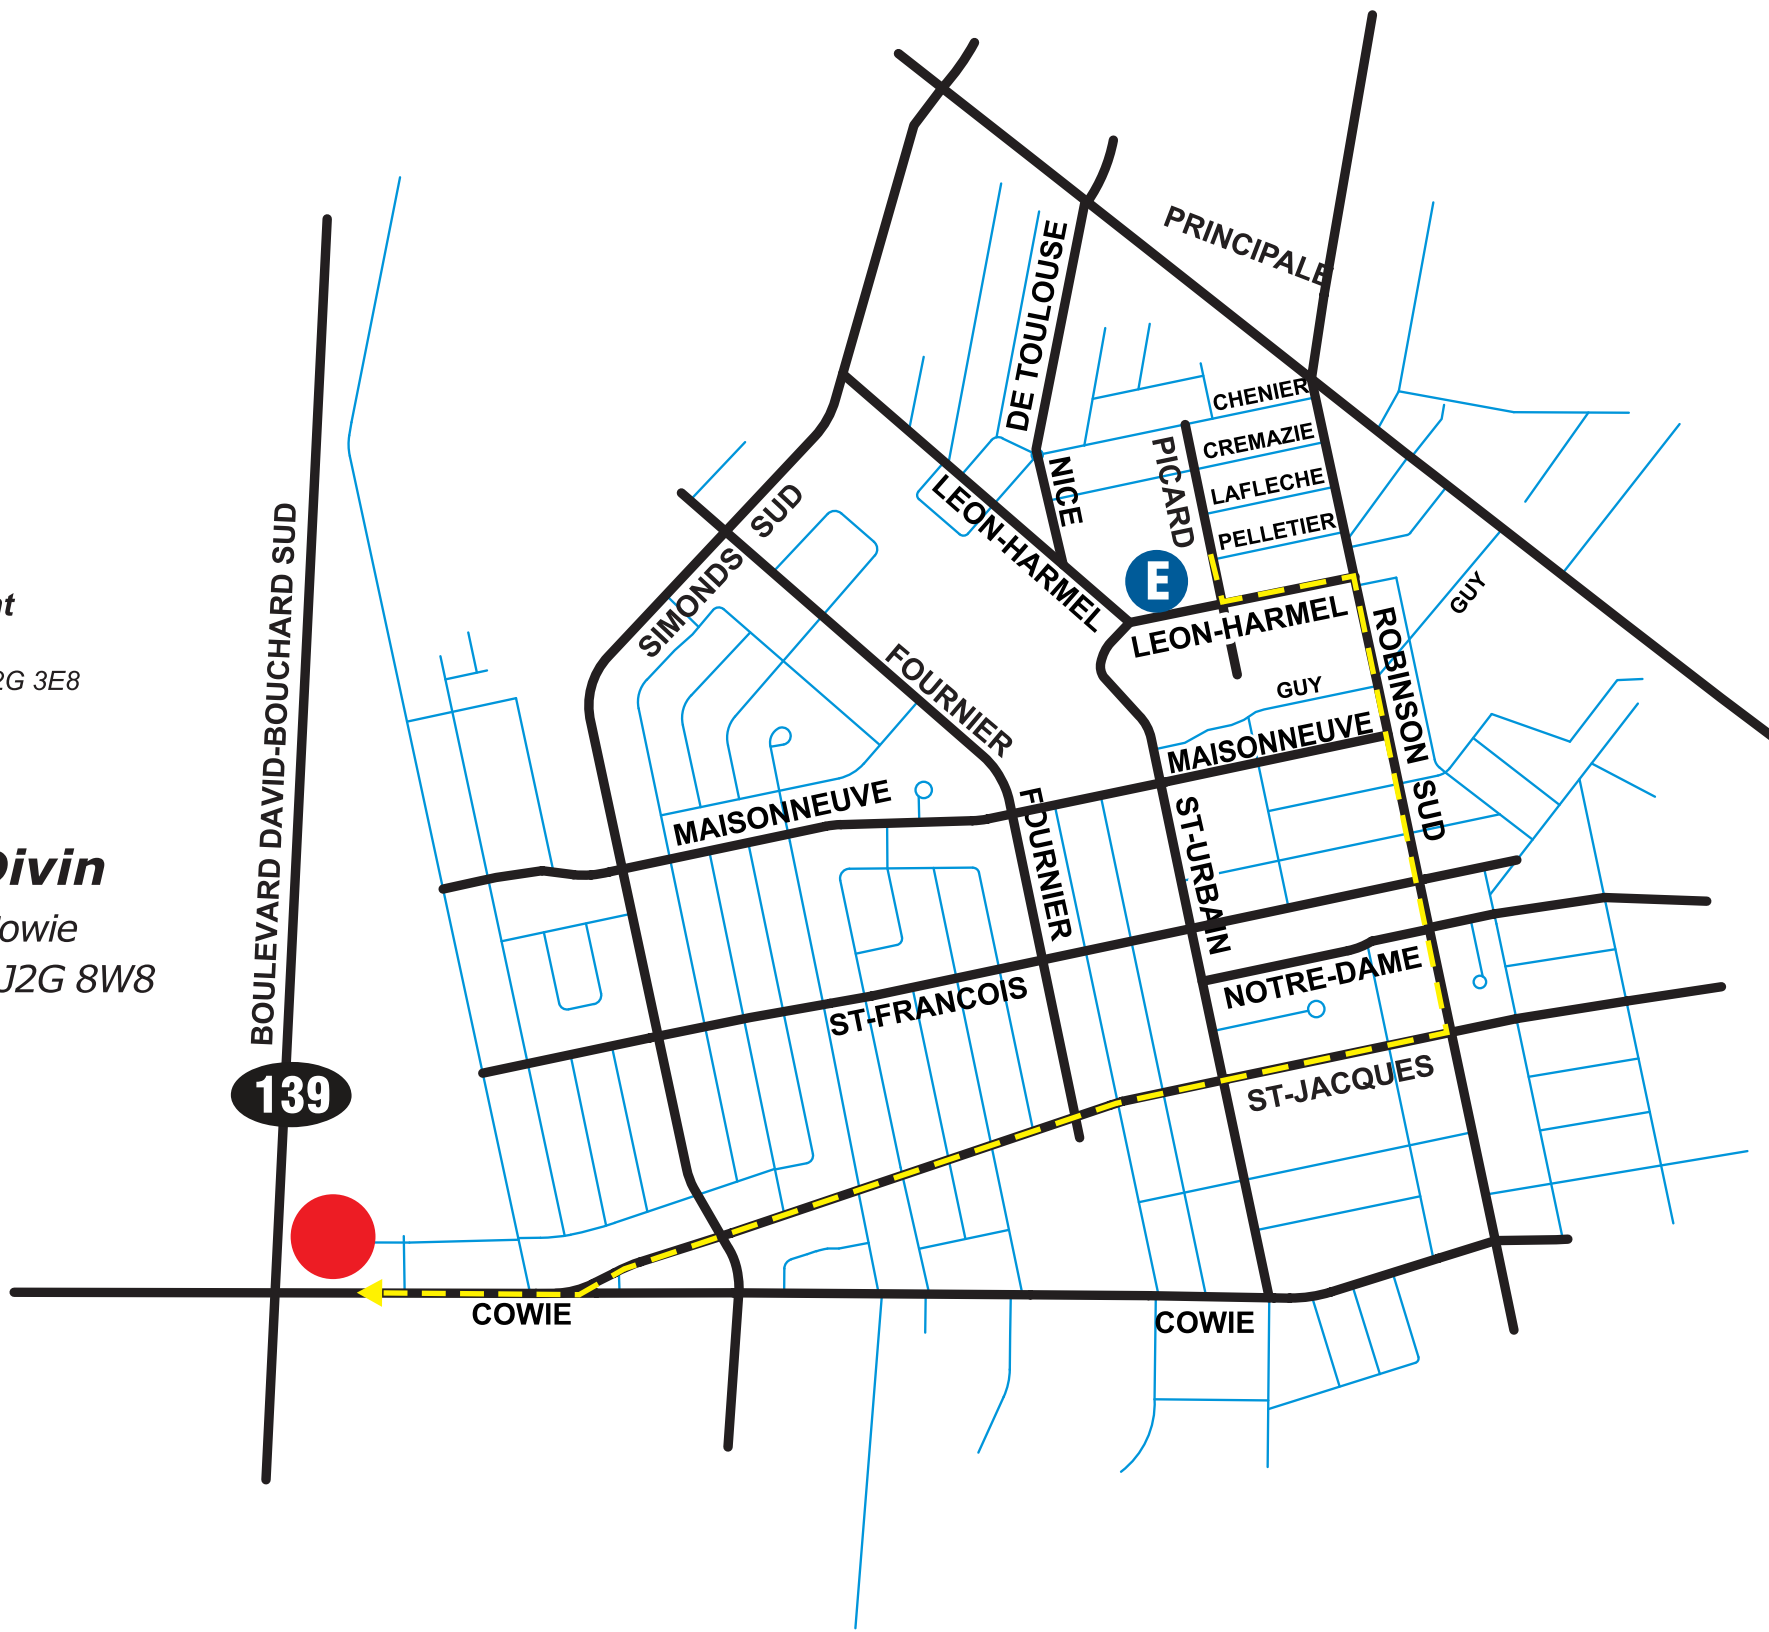 PRINCIPALE
DE TOULOUSE
CHENIER
CREMAZIE
PICARD
NICE
LAFLECHE
PELLETIER
LEON-HARMEL
SIMONDS SUD
BOULEVARD DAVID-BOUCHARD SUD
E
GUY
LEON-HARMEL
ROBINSON SUD
2G 3E8
FOURNIER
GUY
MAISONNEUVE
MAISONNEUVE
FOURNIER
ST-URBAIN
Divin
owie
J2G 8W8
NOTRE-DAME
ST-FRANCOIS
ST-JACQUES
139
COWIE
COWIE